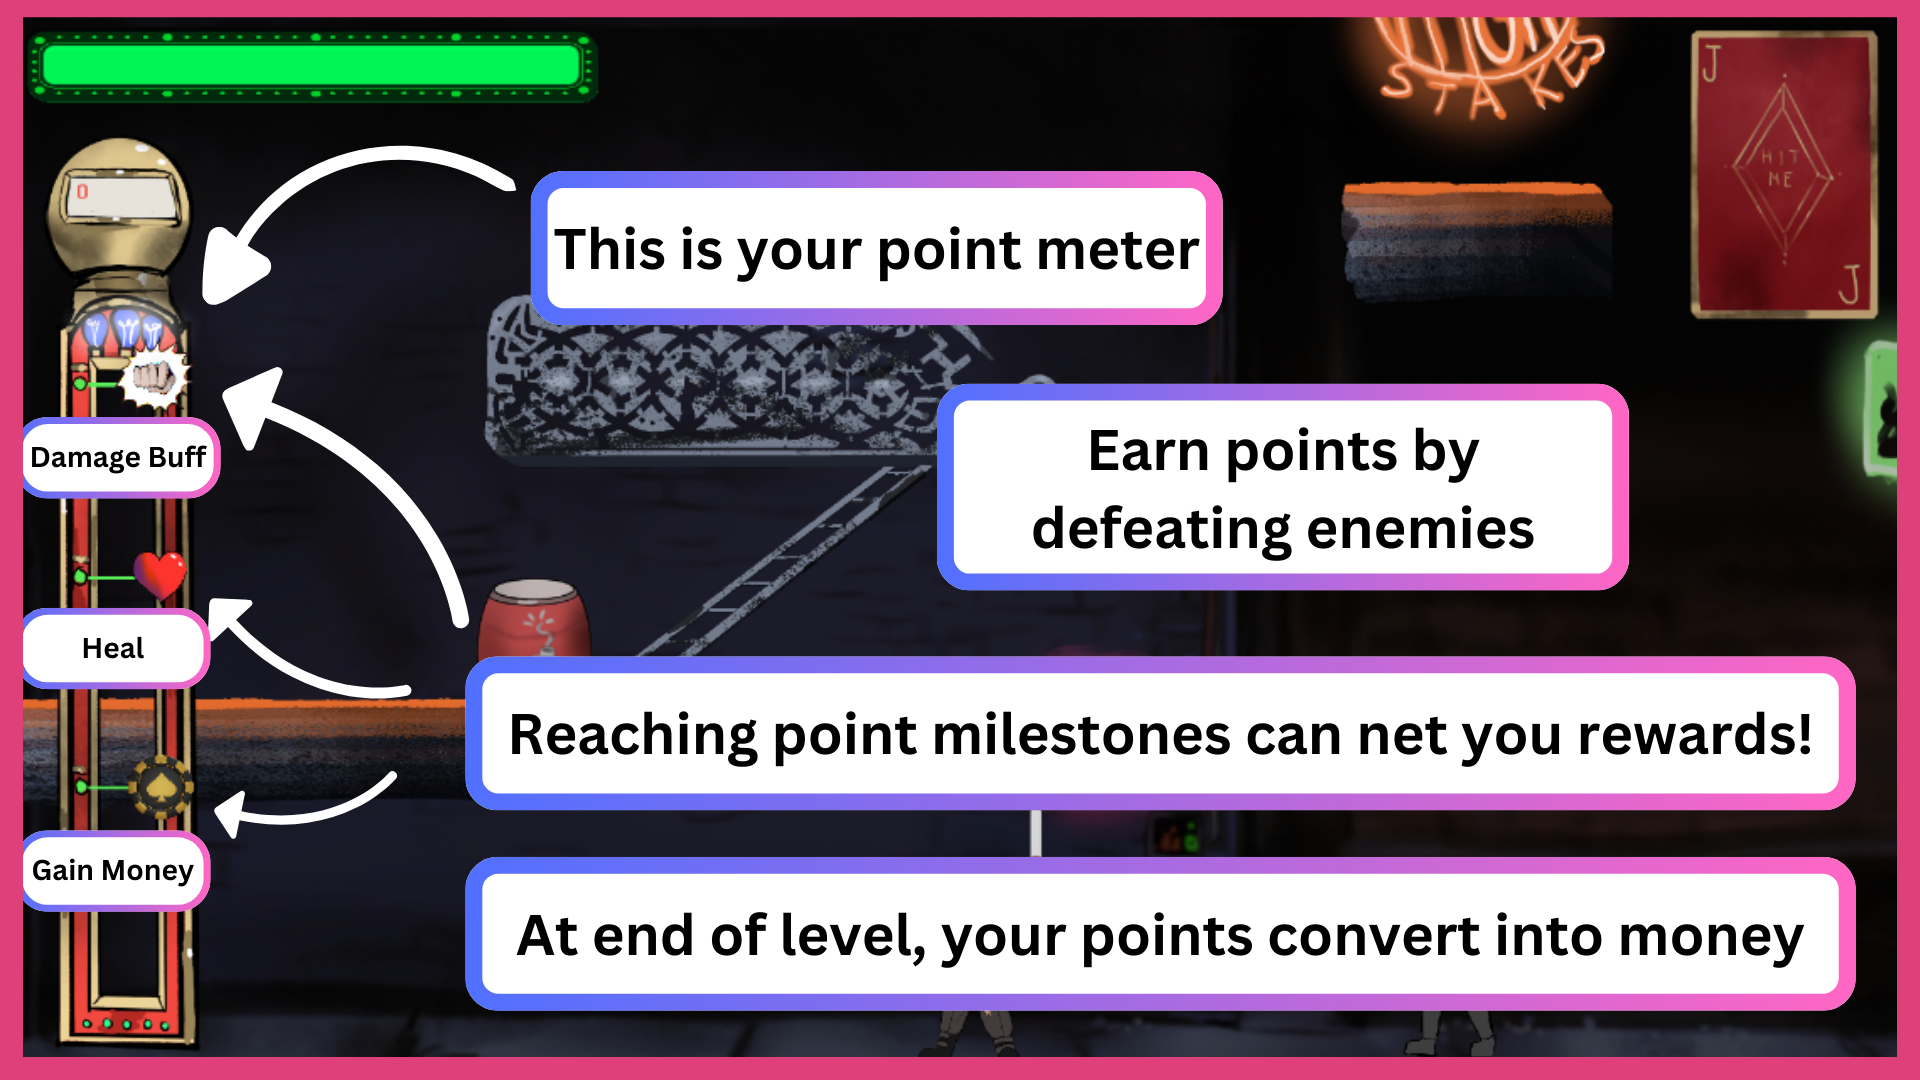 STAKES
J
HIT
ME
J
0
This is your point meter
Earn points by
defeating enemies
Damage Buff
Heal
Reaching point milestones can net you rewards!
Gain Money
At end of level, your points convert into money